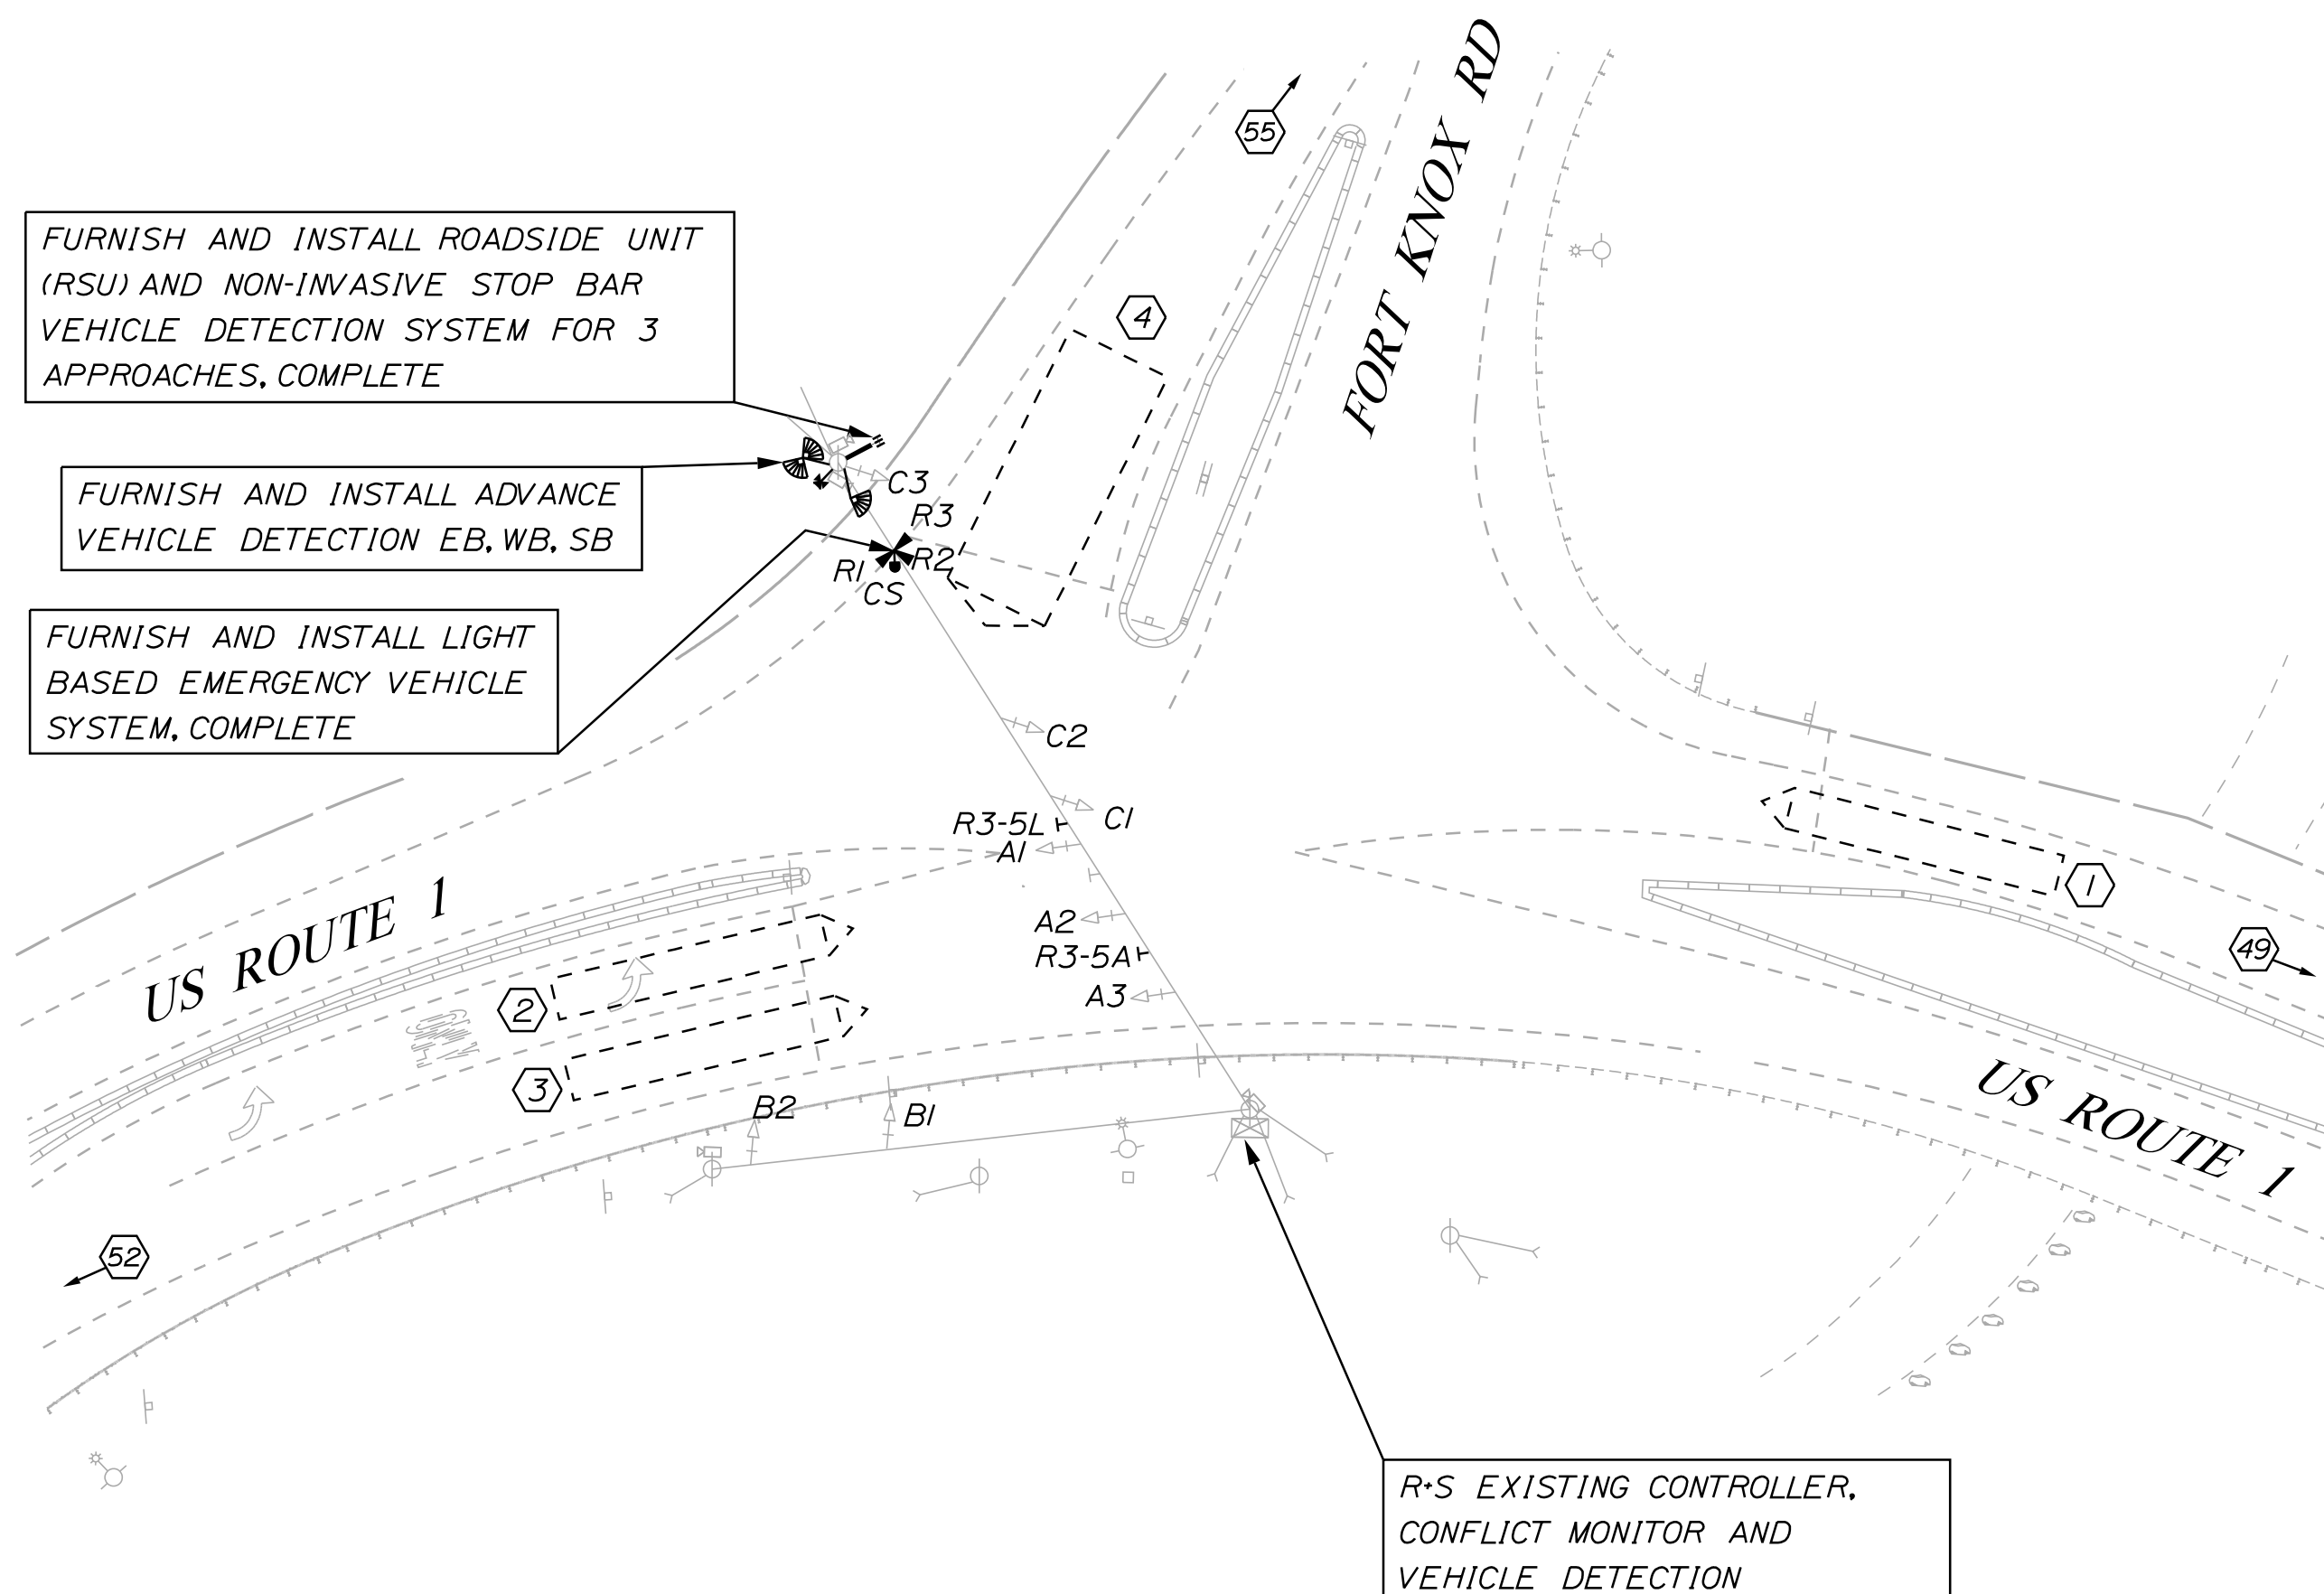 55
FORT KNOX RD
FURNISH AND INSTALL ROADSIDE UNIT
(RSU) AND NON-INVASIVE STOP BAR
VEHICLE DETECTION SYSTEM FOR 3
APPROACHES, COMPLETE
4
FURNISH AND INSTALL ADVANCE
VEHICLE DETECTION EB, WB, SB
C3
R3
R2
R1
CS
FURNISH AND INSTALL LIGHT
BASED EMERGENCY VEHICLE
SYSTEM, COMPLETE
C2
C1
R3-5L
A1
1
US ROUTE 1
A2
R3-5A
49
A3
2
3
B2
B1
US ROUTE 1
52
R+S EXISTING CONTROLLER,
CONFLICT MONITOR AND
VEHICLE DETECTION